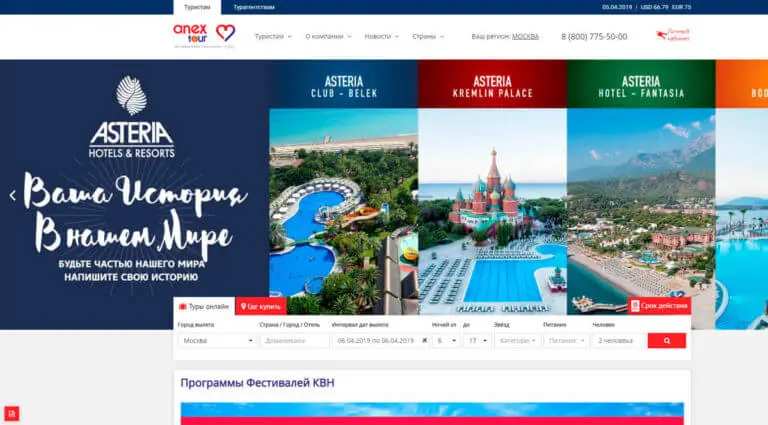 Туристам
Турагентствам
05.04.2019 | USD 66.79 EUR 75
anex
tour
Туристам
О компании
Новости
Страны
Ваш регион: МОСКВА
8 (800) 775-50-00
Личный
кабинет
ASTERIA
HOTELS & RESORTS
Ваша История
В нашем Мире
БУДЬТЕ ЧАСТЬЮ НАШЕГО МИРА
НАПИШИТЕ СВОЮ ИСТОРИЮ
ASTERIA
CLUB - BELEK
ASTERIA
KREMLIN PALACE
ASTERIA
HOTEL - FANTASIA
BOD
Туры онлайн
Где купить
Срок действия
Город вылета
Страна / Город / Отель
Интервал дат вылета
Ночей от
до
Звёзд
Питание
Человек
Москва
Доминикана
06.04.2019 по 06.04.2019
6
17
Категори
Питание
2 человека
Программы Фестивалей КВН